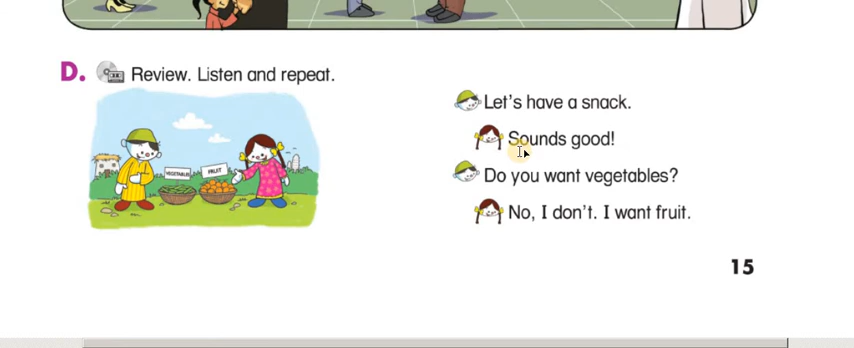 D. Review. Listen and repeat.
VEGETABLES
FRUIT
Let's have a snack.
Sounds good!
Do you want vegetables?
No, I don't. I want fruit.
15